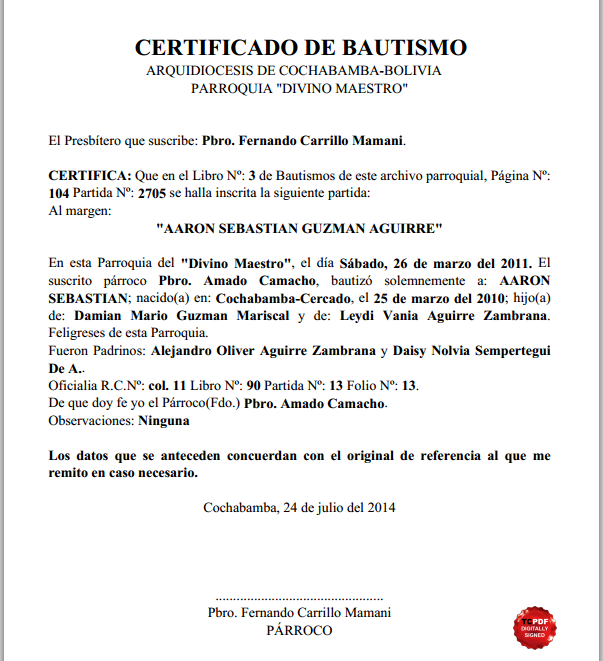 CERTIFICADO DE BAUTISMO
ARQUIDIOCESIS DE COCHABAMBA-BOLIVIA
PARROQUIA "DIVINO MAESTRO"
El Presbítero que suscribe: Pbro. Fernando Carrillo Mamani.
CERTIFICA: Que en el Libro Nº: 3 de Bautismos de este archivo parroquial, Página Nº:
104 Partida Nº: 2705 se halla inscrita la siguiente partida:
Al margen:
"AARON SEBASTIAN GUZMAN AGUIRRE"
En esta Parroquia del "Divino Maestro", el día Sábado, 26 de marzo del 2011. El
suscrito párroco Pbro. Amado Camacho, bautizó solemnemente a: AARON
SEBASTIAN; nacido(a) en: Cochabamba-Cercado, el 25 de marzo del 2010; hijo(a)
de: Damian Mario Guzman Mariscal y de: Leydi Vania Aguirre Zambrana.
Feligreses de esta Parroquia.
Fueron Padrinos: Alejandro Oliver Aguirre Zambrana y Daisy Nolvia Sempertegui
De A..
Oficialia R.C.Nº: col. 11 Libro Nº: 90 Partida Nº: 13 Folio Nº: 13.
De que doy fe yo el Párroco(Fdo.) Pbro. Amado Camacho.
Observaciones: Ninguna
Los datos que se anteceden concuerdan con el original de referencia al que me
remito en caso necesario.
Cochabamba, 24 de julio del 2014
................................................
Pbro. Fernando Carrillo Mamani
PÁRROCO
TCPDF
DIGITALLY
SIGNED